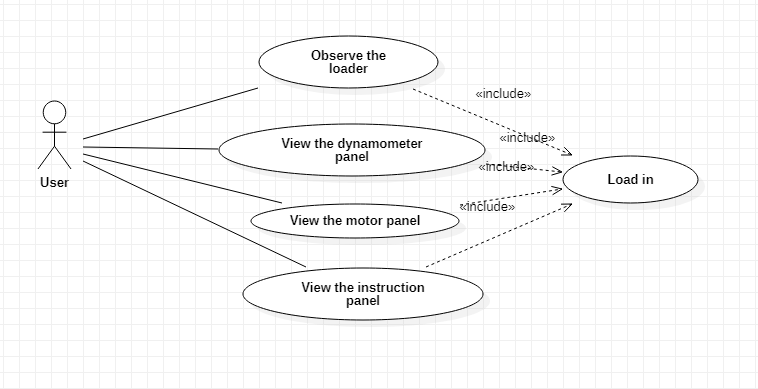 Observe the
loader
«include»
«include»
View the dynamometer
panel
«include»
Load in
User
«include»
View the motor panel
View the instruction
panel